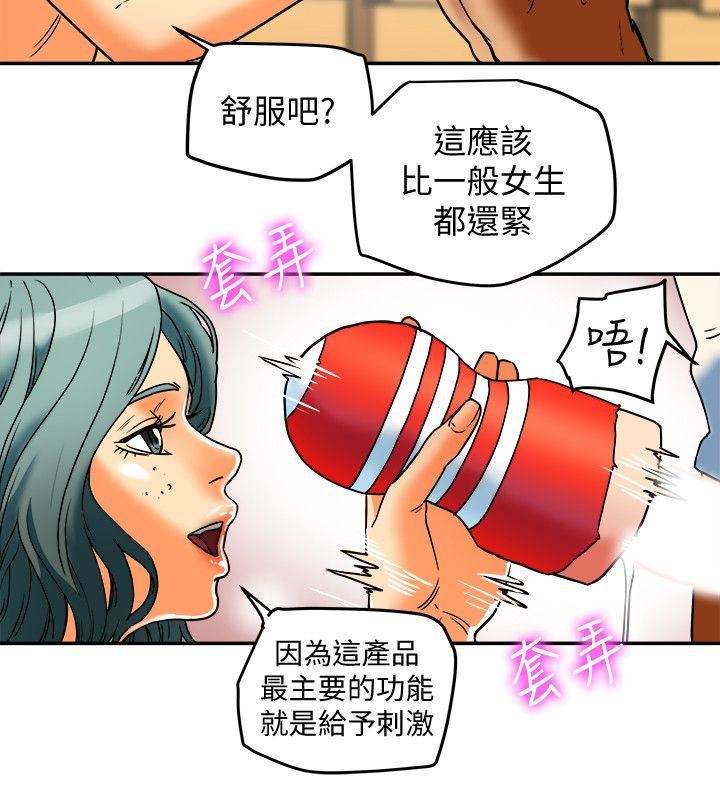 舒服吧?
這應該
比一般女生
都還緊
套弄
唔!
因為這產品
最主要的功能
就是給予刺激
套弄